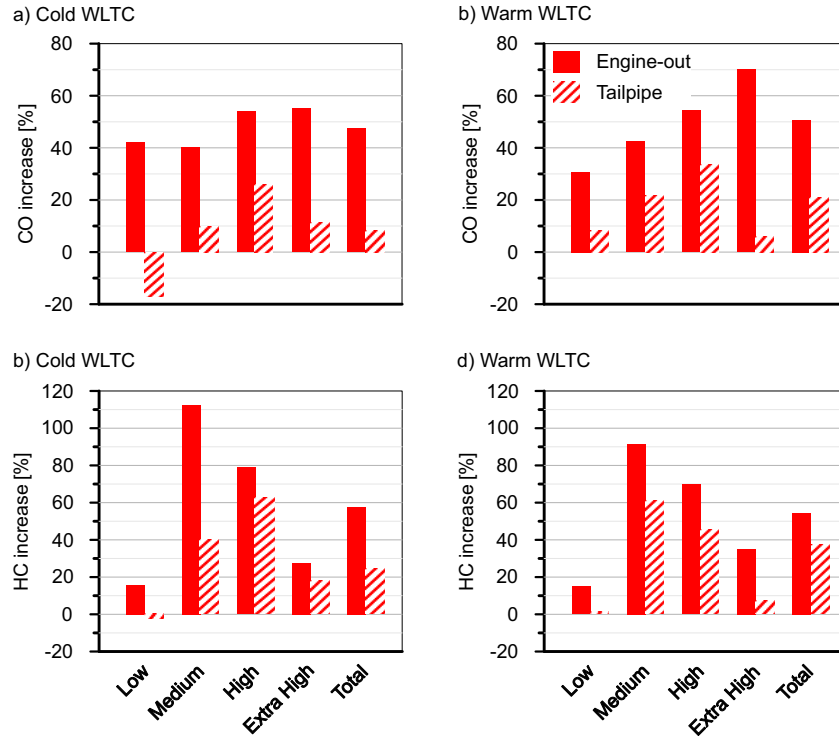 a) Cold WLTC
CO increase [%]
80
60
40
20
0
-20
b) Warm WLTC
CO increase [%]
80
60
40
20
0
-20
Engine-out
Tailpipe
b) Cold WLTC
HC increase [%]
120
100
80
60
40
20
0
-20
Low
Medium
High
Extra High
Total
d) Warm WLTC
HC increase [%]
120
100
80
60
40
20
0
-20
Low
Medium
High
Extra High
Total